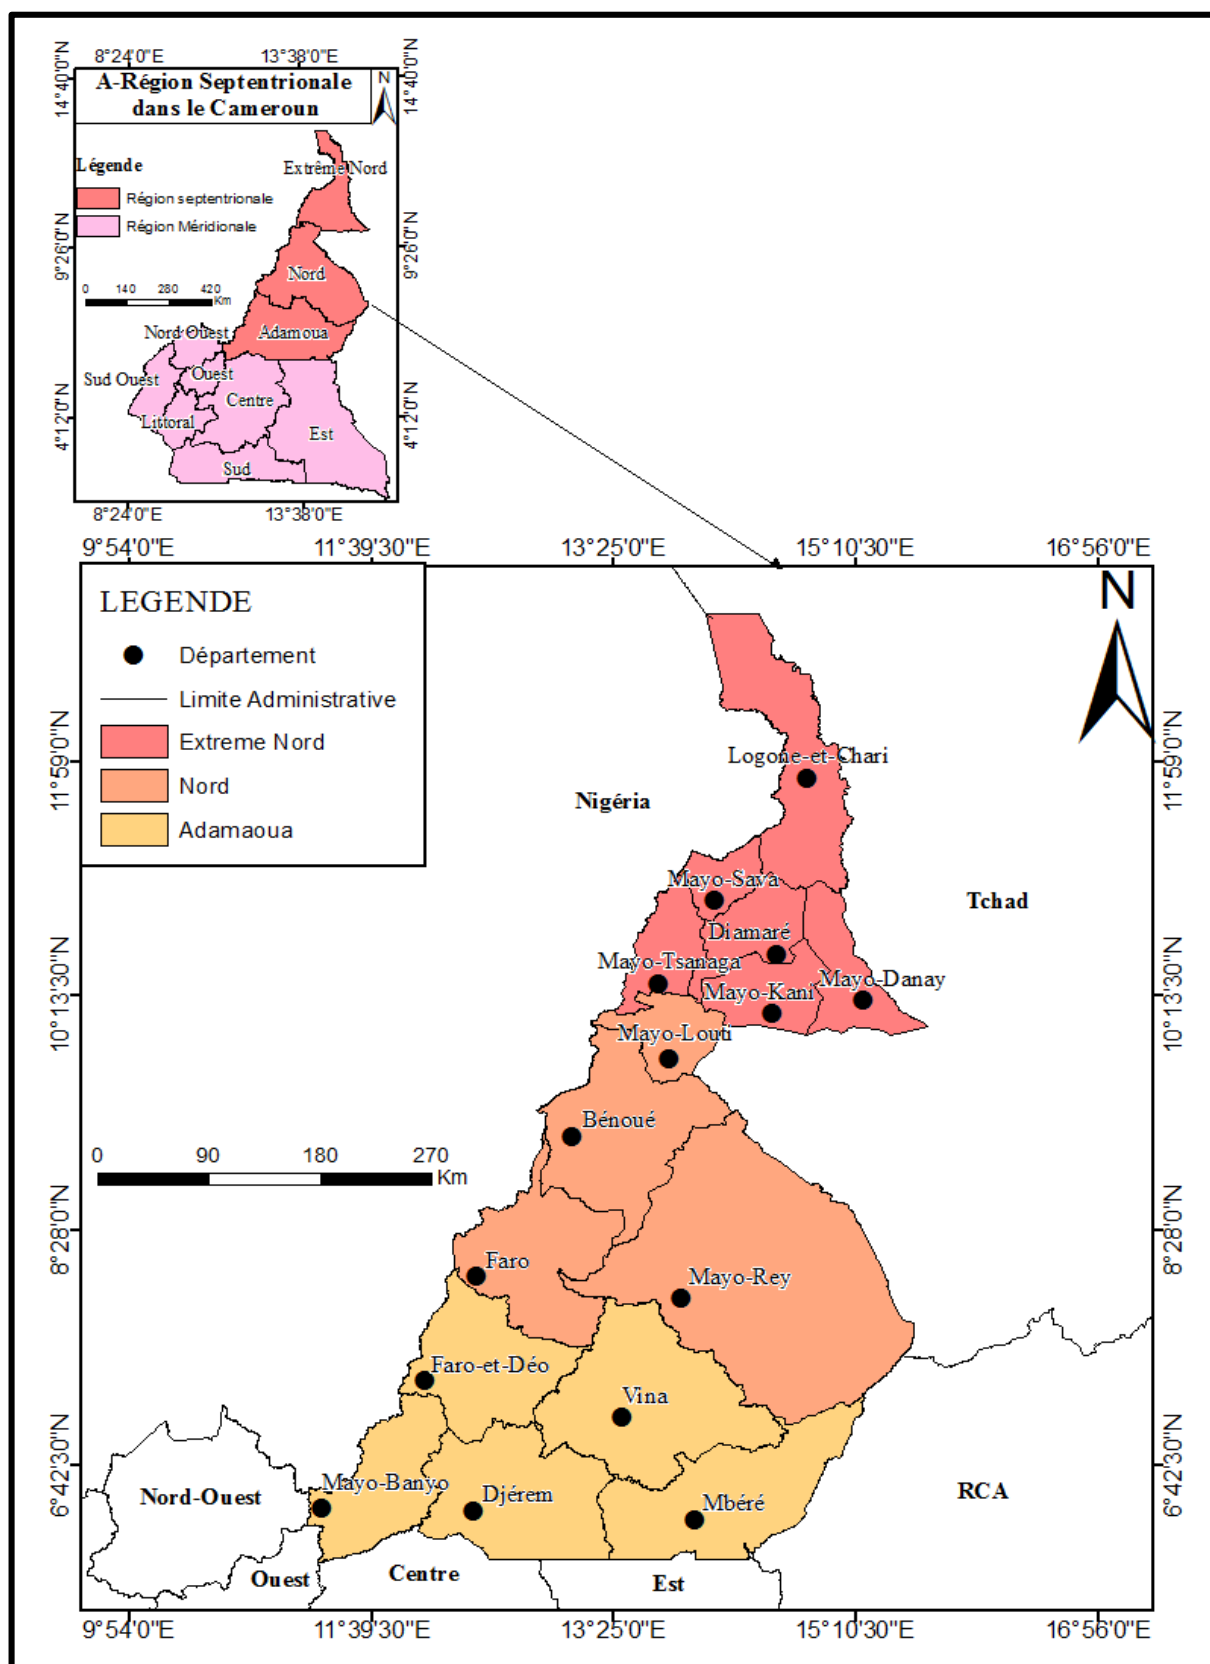 8°24'0"E
13°38'0"E
14°40'0"N
14°40'0"N
A-Région Septentrionale
dans le Cameroun
N
Extrême Nord
Légende
Région septentrionale
Région Méridionale
9°26'0"N
9°26'0"N
Nord
0 140 280 420
Km
Nord Ouest
Adamoua
Sud Ouest
Ouest
Centre
Littoral
Est
4°12'0"N
4°12'0"N
Sud
8°24'0"E
13°38'0"E
9°54'0"E
11°39'30"E
13°25'0"E
15°10'30"E
16°56'0"E
LEGENDE
Département
Limite Administrative
Extreme Nord
Nord
Adamaoua
N
11°59'0"N
11°59'0"N
Logone-et-Chari
Nigéria
Mayo-Sava
Tchad
Diamaré
Mayo-Tsanaga
Mayo-Danay
Mayo-Kani
10°13'30"N
10°13'30"N
Mayo-Louti
Bénoué
0 90 180 270
Km
8°28'0"N
8°28'0"N
Faro
Mayo-Rey
Faro-et-Déo
Vina
6°42'30"N
6°42'30"N
Mayo-Banyo
Nord-Ouest
Djérem
Mbéré
RCA
Ouest
Centre
Est
9°54'0"E
11°39'30"E
13°25'0"E
15°10'30"E
16°56'0"E